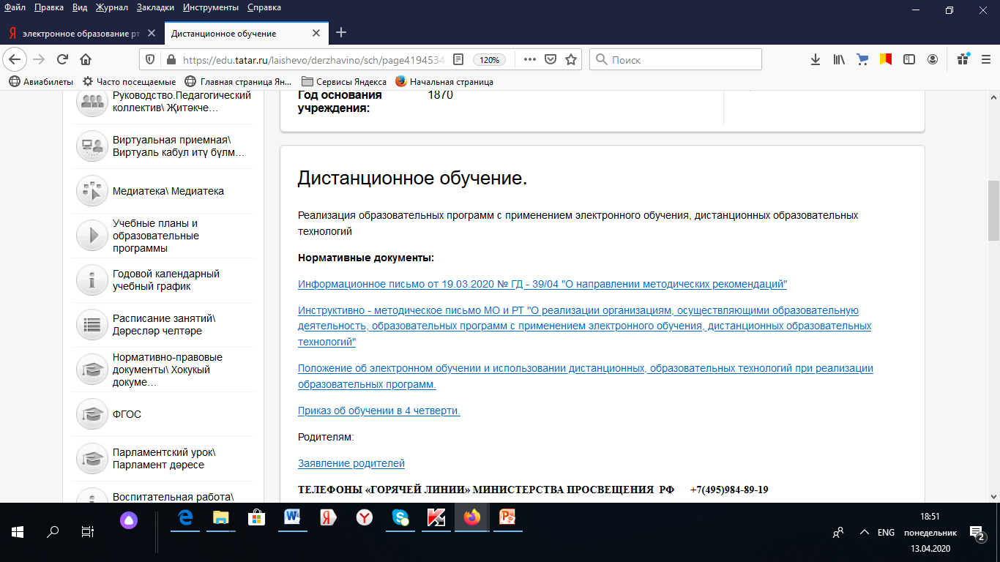 Файл Правка Вид Журнал Закладки Инструменты Справка
электронное образование рт
Дистанционное обучение
https://edu.tatar.ru/laishevo/derzhavino/sch/page4194534
120%
Поиск
Авиабилеты Часто посещаемые Главная страница Ян... Сервисы Яндекса Начальная страница
Руководство.Педагогический
коллектив\ Җитәкче…
Виртуальная приемная\
Виртуаль кабул итү бүлм…
Медиатека\ Медиатека
Учебные планы и
образовательные
программы
Годовой календарный
учебный график
Расписание занятий\
Дәресләр челтәре
Нормативно-правовые
документы\ Хокукый
докуме…
ФГОС
Парламентский урок\
Парламент дәресе
Воспитательная работа\
Год основания 1870
учреждения:
Дистанционное обучение.
Реализация образовательных программ с применением электронного обучения, дистанционных образовательных
технологий
Нормативные документы:
Информационное письмо от 19.03.2020 № ГД - 39/04 "О направлении методических рекомендаций"
Инструктивно - методическое письмо МО и РТ "О реализации организациям, осуществляющими образовательную
деятельность, образовательных программ с применением электронного обучения, дистанционных образовательных
технологий"
Положение об электронном обучении и использовании дистанционных, образовательных технологий при реализации
образовательных программ.
Приказ об обучении в 4 четверти.
Родителям:
Заявление родителей
ТЕЛЕФОНЫ «ГОРЯЧЕЙ ЛИНИИ» МИНИСТЕРСТВА ПРОСВЕЩЕНИЯ РФ +7(495)984-89-19
ENG
18:51
понедельник
13.04.2020
2